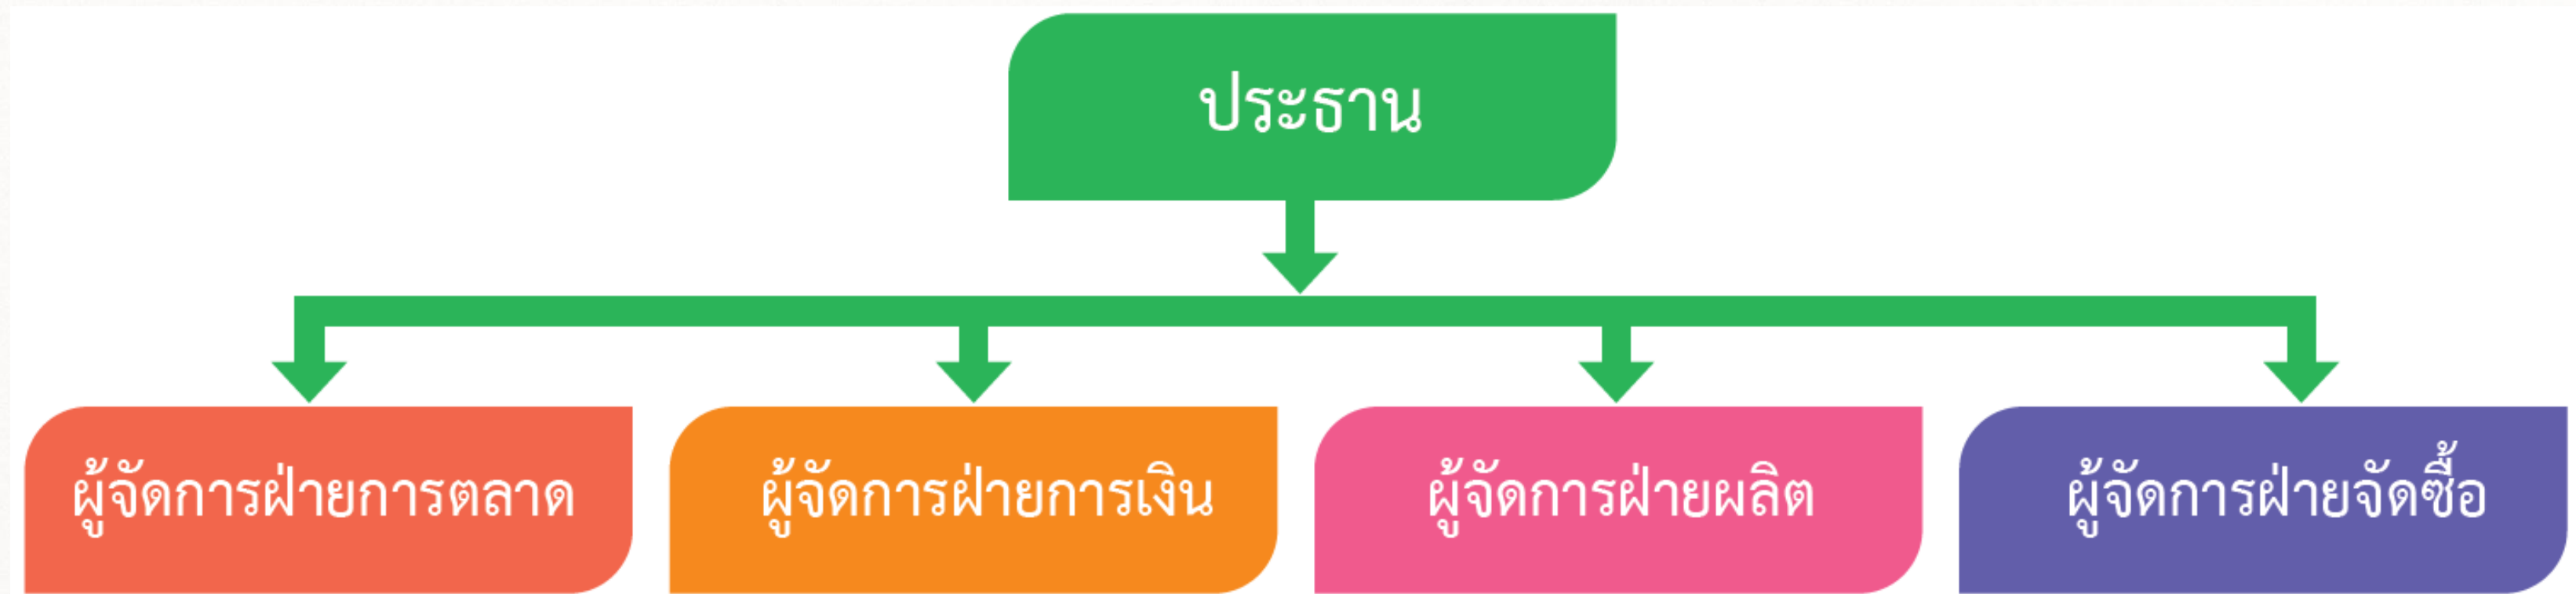 ประธาน
ผู้จัดการฝ่ายการตลาด
ผู้จัดการฝ่ายการเงิน
ผู้จัดการฝ่ายผลิต
ผู้จัดการฝ่ายจัดซื้อ